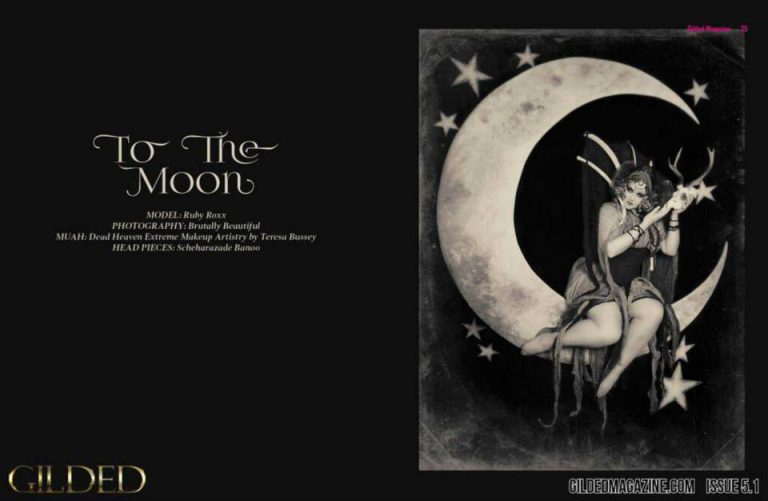 Gilded Magazine 25
To The
Moon
MODEL: Ruby Roxx
PHOTOGRAPHY: Brutally Beautiful
MUAH: Dead Heaven Extreme Makeup Artistry by Teresa Bussey
HEAD PIECES: Scheharazade Banoo
GILDED
GILDEDMAGAZINE.COM ISSUE 5.1